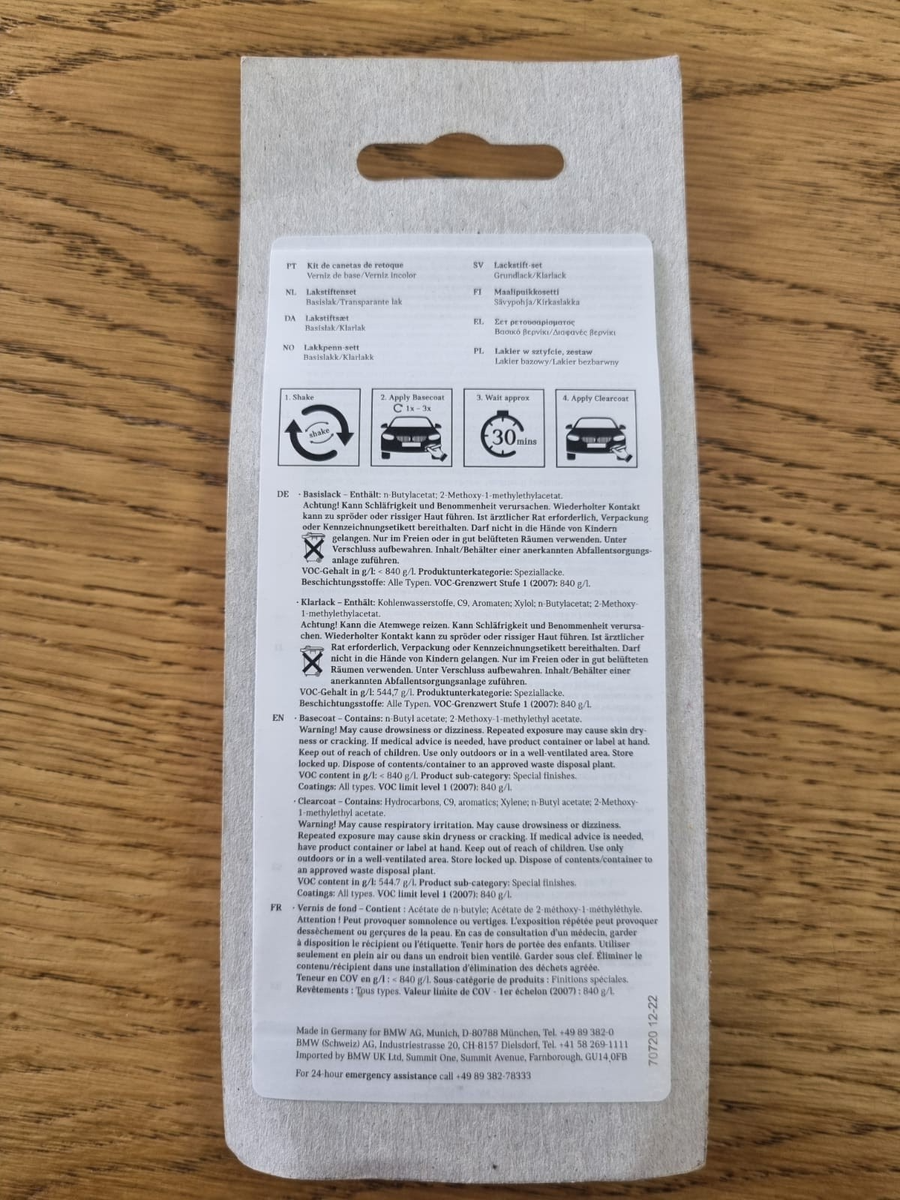 PT Kit de canetas de retoque
Verniz de base/Verniz incolor
NL Lakstiftenset
Basislak/Transparante lak
DA Lakstiftsæt
Basislak/Klarlak
NO Lakkpenn-sett
Basislakk/Klarlakk
SV Lackstift-set
Grundlack/Klarlack
FI Maalipuikkosetti
Sävypohja/Kirkaslakka
EL Σετ ρετουσαρίσματος
Βασικό βερνίκι/Διαφανές βερνίκι
PL Lakier w sztyfcie, zestaw
Lakier bazowy/Lakier bezbarwny
1. Shake
shake
2. Apply Basecoat
1x - 3x
3. Wait approx
30 mins
4. Apply Clearcoat
DE · Basislack – Enthält: n-Butylacetat; 2-Methoxy-1-methylethylacetat.
Achtung! Kann Schläfrigkeit und Benommenheit verursachen. Wiederholter Kontakt
kann zu spröder oder rissiger Haut führen. Ist ärztlicher Rat erforderlich, Verpackung
oder Kennzeichnungsetikett bereithalten. Darf nicht in die Hände von Kindern
gelangen. Nur im Freien oder in gut belüfteten Räumen verwenden. Unter
Verschluss aufbewahren. Inhalt/Behälter einer anerkannten Abfallentsorgungs-
anlage zuführen.
VOC-Gehalt in g/l: < 840 g/l. Produktunterkategorie: Speziallacke.
Beschichtungsstoffe: Alle Typen. VOC-Grenzwert Stufe 1 (2007): 840 g/l.
· Klarlack – Enthält: Kohlenwasserstoffe, C9, Aromaten; Xylol; n-Butylacetat; 2-Methoxy-
1-methylethylacetat.
Achtung! Kann die Atemwege reizen. Kann Schläfrigkeit und Benommenheit verursa-
chen. Wiederholter Kontakt kann zu spröder oder rissiger Haut führen. Ist ärztlicher
Rat erforderlich, Verpackung oder Kennzeichnungsetikett bereithalten. Darf
nicht in die Hände von Kindern gelangen. Nur im Freien oder in gut belüfteten
Räumen verwenden. Unter Verschluss aufbewahren. Inhalt/Behälter einer
anerkannten Abfallentsorgungsanlage zuführen.
VOC-Gehalt in g/l: 544,7 g/l. Produktunterkategorie: Speziallacke.
Beschichtungsstoffe: Alle Typen. VOC-Grenzwert Stufe 1 (2007): 840 g/l.
EN · Basecoat – Contains: n-Butyl acetate; 2-Methoxy-1-methylethyl acetate.
Warning! May cause drowsiness or dizziness. Repeated exposure may cause skin dry-
ness or cracking. If medical advice is needed, have product container or label at hand.
Keep out of reach of children. Use only outdoors or in a well-ventilated area. Store
locked up. Dispose of contents/container to an approved waste disposal plant.
VOC content in g/l: < 840 g/l. Product sub-category: Special finishes.
Coatings: All types. VOC limit level 1 (2007): 840 g/l.
· Clearcoat – Contains: Hydrocarbons, C9, aromatics; Xylene; n-Butyl acetate; 2-Methoxy-
1-methylethyl acetate.
Warning! May cause respiratory irritation. May cause drowsiness or dizziness.
Repeated exposure may cause skin dryness or cracking. If medical advice is needed,
have product container or label at hand. Keep out of reach of children. Use only
outdoors or in a well-ventilated area. Store locked up. Dispose of contents/container to
an approved waste disposal plant.
VOC content in g/l: 544.7 g/l. Product sub-category: Special finishes.
Coatings: All types. VOC limit level 1 (2007): 840 g/l.
FR · Vernis de fond – Contient : Acétate de n-butyle; Acétate de 2-méthoxy-1-méthyléthyle.
Attention ! Peut provoquer somnolence ou vertiges. L'exposition répétée peut provoquer
dessèchement ou gerçures de la peau. En cas de consultation d'un médecin, garder
à disposition le récipient ou l'étiquette. Tenir hors de portée des enfants. Utiliser
seulement en plein air ou dans un endroit bien ventilé. Garder sous clef. Éliminer le
contenu/récipient dans une installation d'élimination des déchets agréée.
Teneur en COV en g/l : < 840 g/l. Sous-catégorie de produits : Finitions spéciales.
Revêtements : Tous types. Valeur limite de COV - 1er échelon (2007) : 840 g/l.
Made in Germany for BMW AG, Munich, D-80788 München, Tel. +49 89 382-0
BMW (Schweiz) AG, Industriestrasse 20, CH-8157 Dielsdorf, Tel. +41 58 269-1111
Imported by BMW UK Ltd, Summit One, Summit Avenue, Farnborough, GU14 0FB
For 24-hour emergency assistance call +49 89 382-78333
70720 12-22